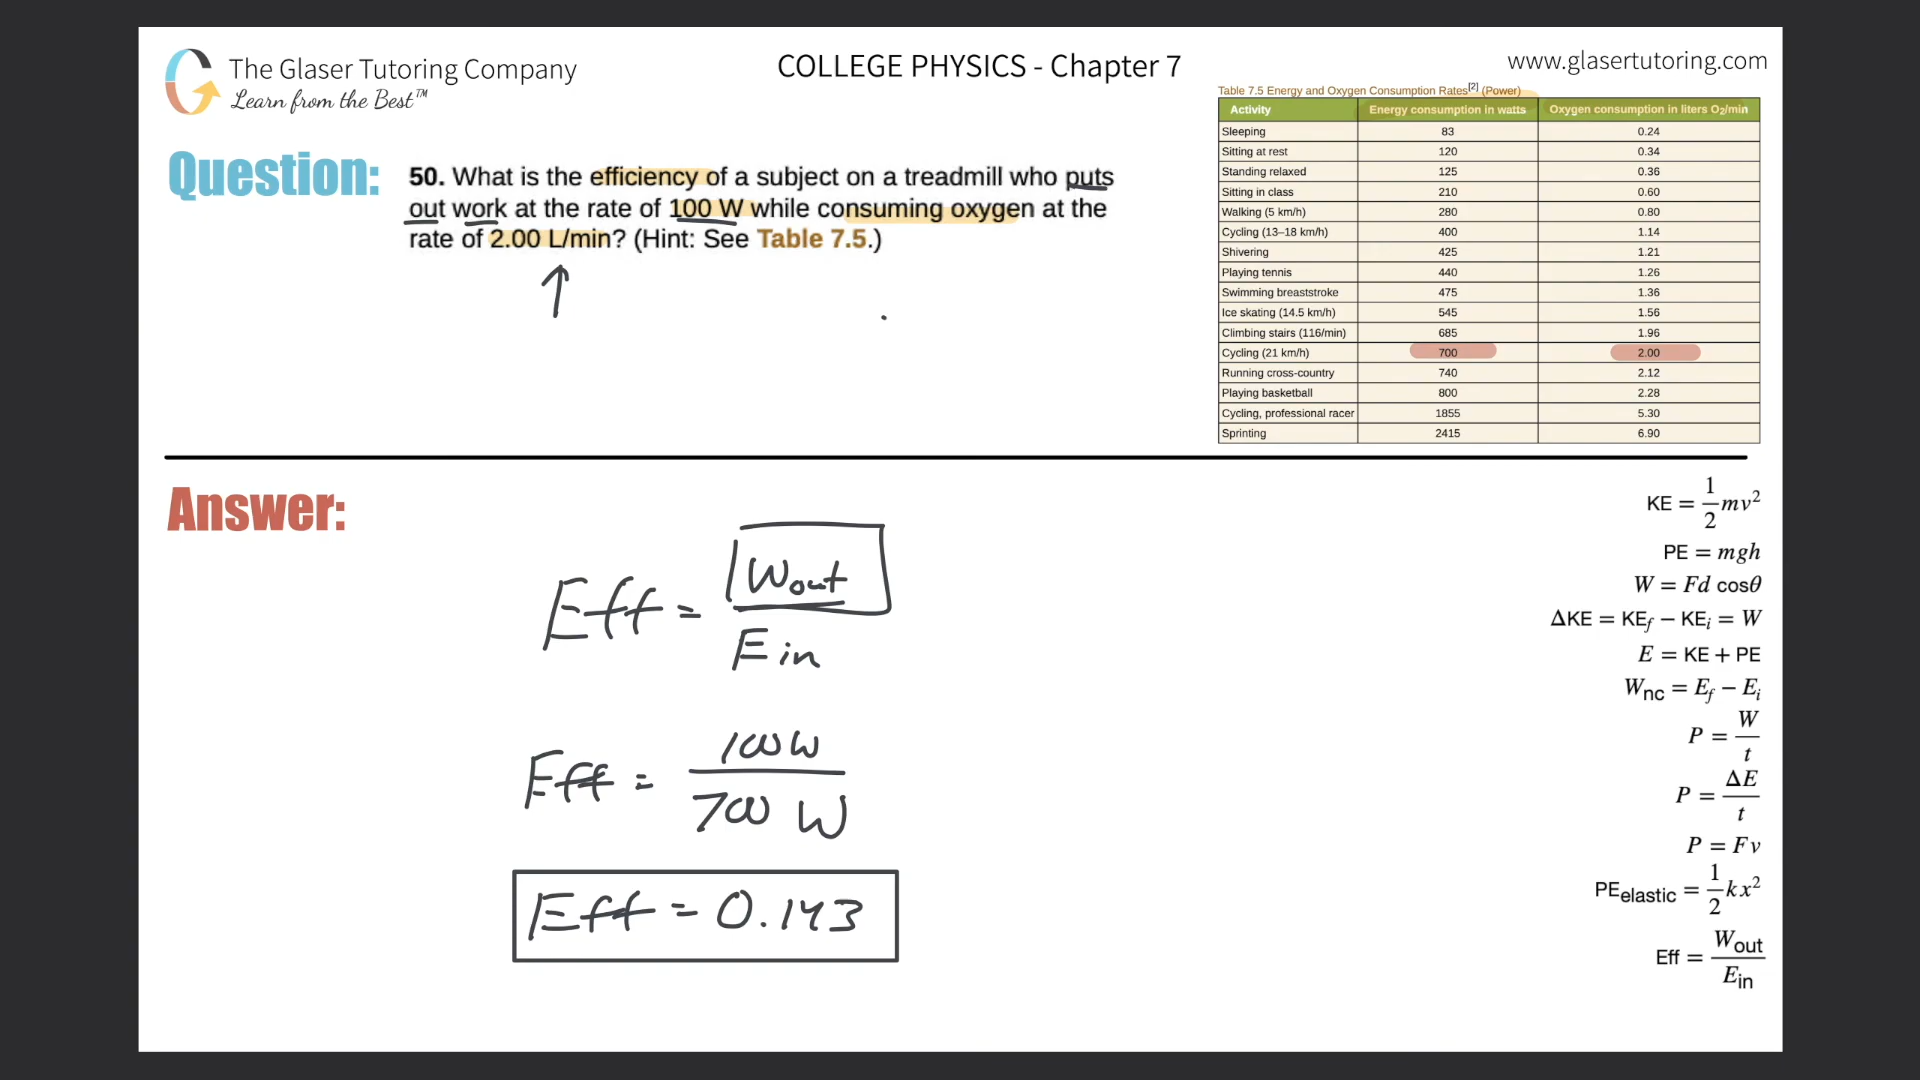 The Glaser Tutoring Company
Learn from the Best™
COLLEGE PHYSICS - Chapter 7
www.glasertutoring.com
Question:
50. What is the efficiency of a subject on a treadmill who puts
out work at the rate of 100 W while consuming oxygen at the
rate of 2.00 L/min? (Hint: See Table 7.5.)
Table 7.5 Energy and Oxygen Consumption Rates[2] (Power)
Activity Energy consumption in watts Oxygen consumption in liters O₂/min
Sleeping 83 0.24
Sitting at rest 120 0.34
Standing relaxed 125 0.36
Sitting in class 210 0.60
Walking (5 km/h) 280 0.80
Cycling (13–18 km/h) 400 1.14
Shivering 425 1.21
Playing tennis 440 1.26
Swimming breaststroke 475 1.36
Ice skating (14.5 km/h) 545 1.56
Climbing stairs (116/min) 685 1.96
Cycling (21 km/h) 700 2.00
Running cross-country 740 2.12
Playing basketball 800 2.28
Cycling, professional racer 1855 5.30
Sprinting 2415 6.90
Answer:
Eff = Wout / Ein
Eff = 100 W / 700 W
Eff = 0.143
KE = 1/2 mv²
PE = mgh
W = Fd cosθ
ΔKE = KEf − KEi = W
E = KE + PE
Wnc = Ef − Ei
P = W/t
P = ΔE/t
P = Fv
PEelastic = 1/2 kx²
Eff = Wout/Ein